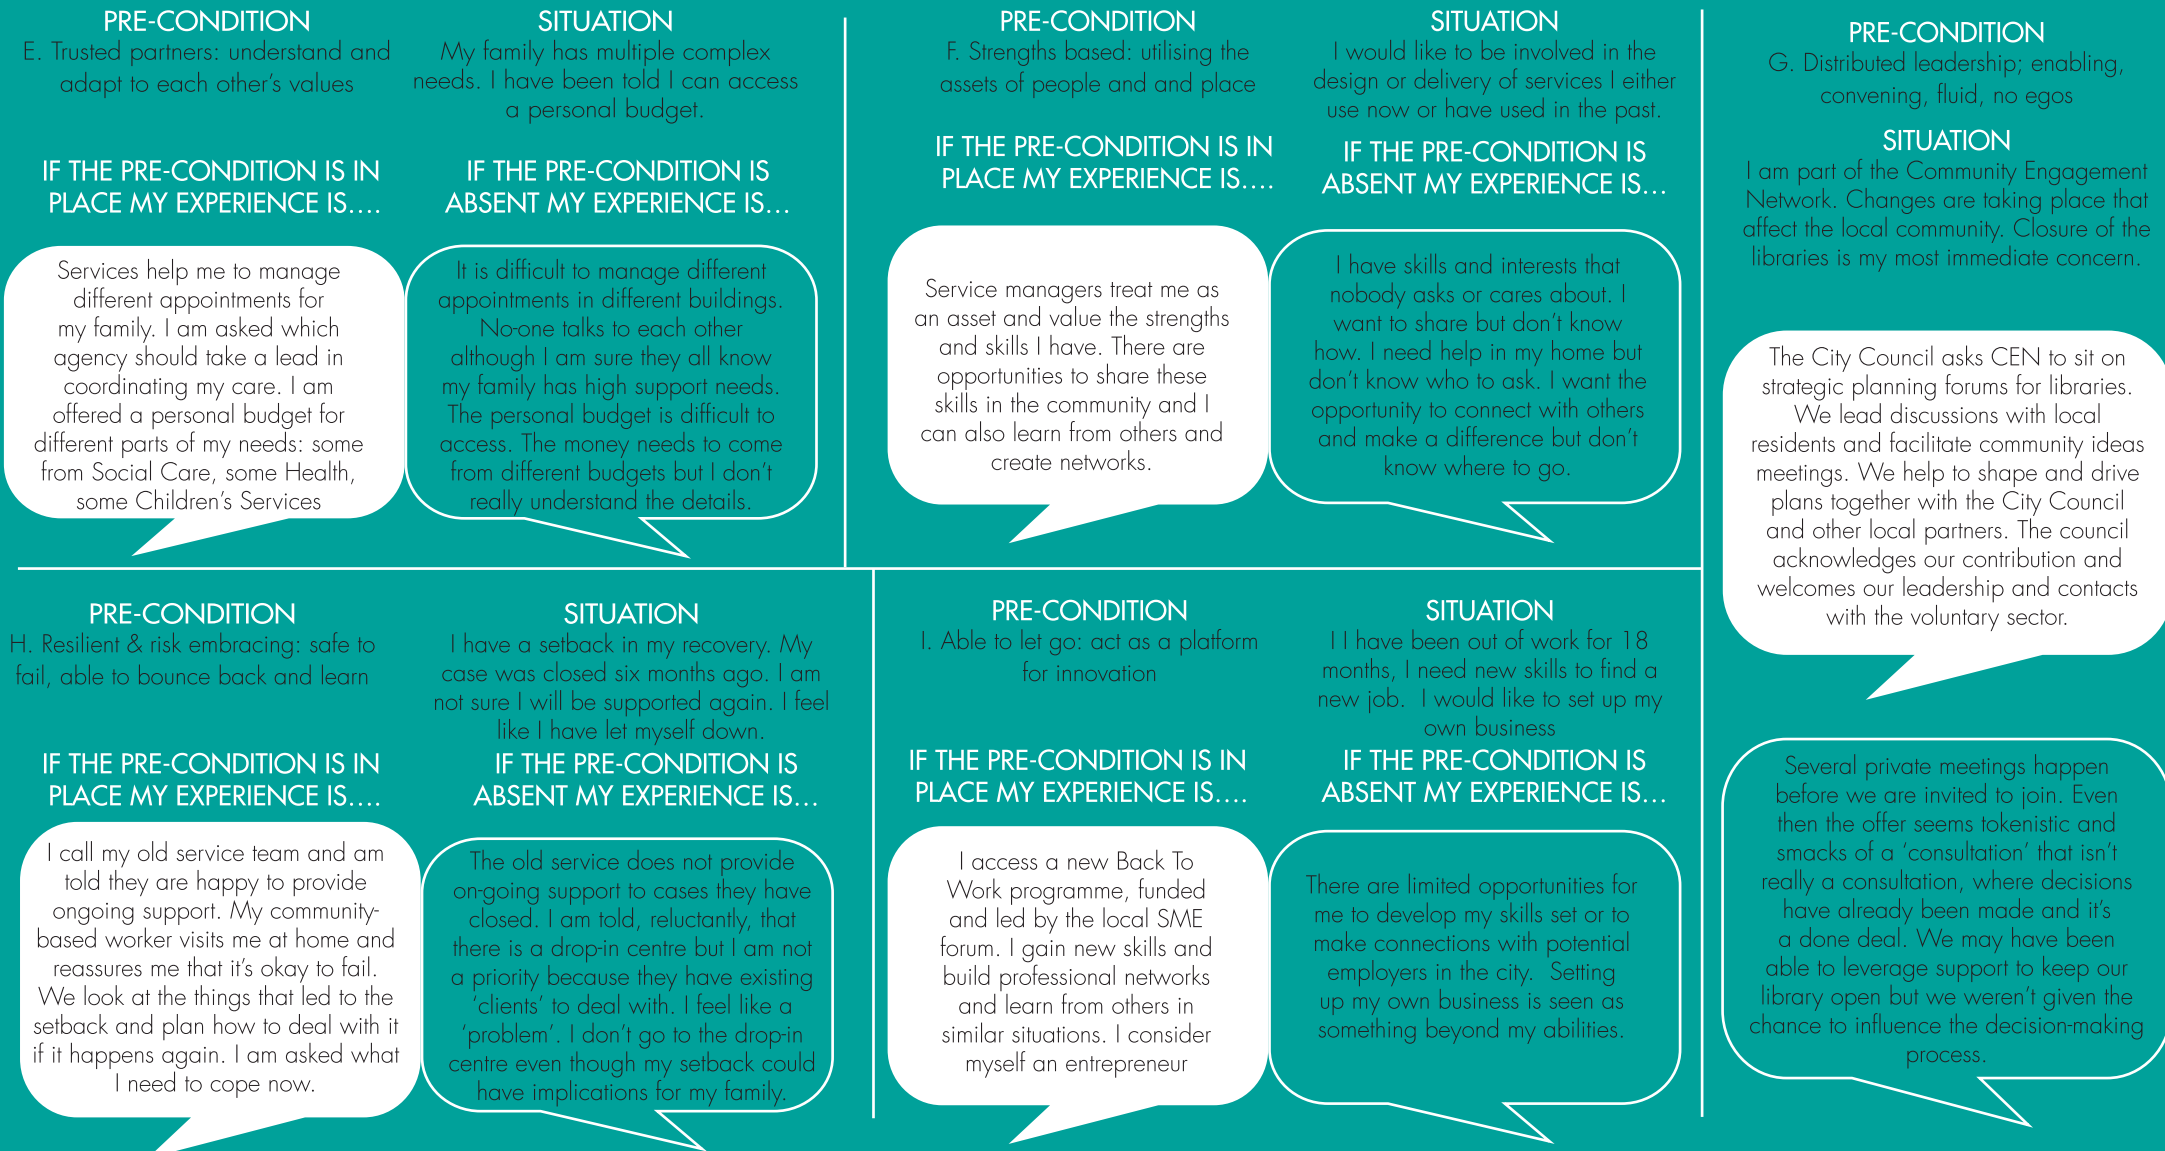 PRE-CONDITION
E. Trusted partners: understand and
adapt to each other's values
SITUATION
My family has multiple complex
needs. I have been told I can access
a personal budget.
IF THE PRE-CONDITION IS IN
PLACE MY EXPERIENCE IS....
Services help me to manage
different appointments for
my family. I am asked which
agency should take a lead in
coordinating my care. I am
offered a personal budget for
different parts of my needs: some
from Social Care, some Health,
some Children's Services
IF THE PRE-CONDITION IS
ABSENT MY EXPERIENCE IS...
It is difficult to manage different
appointments in different buildings.
No-one talks to each other
although I am sure they all know
my family has high support needs.
The personal budget is difficult to
access. The money needs to come
from different budgets but I don't
really understand the details.
PRE-CONDITION
F. Strengths based: utilising the
assets of people and and place
SITUATION
I would like to be involved in the
design or delivery of services I either
use now or have used in the past.
IF THE PRE-CONDITION IS IN
PLACE MY EXPERIENCE IS....
Service managers treat me as
an asset and value the strengths
and skills I have. There are
opportunities to share these
skills in the community and I
can also learn from others and
create networks.
IF THE PRE-CONDITION IS
ABSENT MY EXPERIENCE IS...
I have skills and interests that
nobody asks or cares about. I
want to share but don't know
how. I need help in my home but
don't know who to ask. I want the
opportunity to connect with others
and make a difference but don't
know where to go.
PRE-CONDITION
G. Distributed leadership; enabling,
convening, fluid, no egos
SITUATION
I am part of the Community Engagement
Network. Changes are taking place that
affect the local community. Closure of the
libraries is my most immediate concern.
The City Council asks CEN to sit on
strategic planning forums for libraries.
We lead discussions with local
residents and facilitate community ideas
meetings. We help to shape and drive
plans together with the City Council
and other local partners. The council
acknowledges our contribution and
welcomes our leadership and contacts
with the voluntary sector.
Several private meetings happen
before we are invited to join. Even
then the offer seems tokenistic and
smacks of a 'consultation' that isn't
really a consultation, where decisions
have already been made and it's
a done deal. We may have been
able to leverage support to keep our
library open but we weren't given the
chance to influence the decision-making
process.
PRE-CONDITION
H. Resilient & risk embracing: safe to
fail, able to bounce back and learn
SITUATION
I have a setback in my recovery. My
case was closed six months ago. I am
not sure I will be supported again. I feel
like I have let myself down.
IF THE PRE-CONDITION IS IN
PLACE MY EXPERIENCE IS....
I call my old service team and am
told they are happy to provide
ongoing support. My community-
based worker visits me at home and
reassures me that it's okay to fail.
We look at the things that led to the
setback and plan how to deal with it
if it happens again. I am asked what
I need to cope now.
IF THE PRE-CONDITION IS
ABSENT MY EXPERIENCE IS...
The old service does not provide
on-going support to cases they have
closed. I am told, reluctantly, that
there is a drop-in centre but I am not
a priority because they have existing
'clients' to deal with. I feel like a
'problem'. I don't go to the drop-in
centre even though my setback could
have implications for my family.
PRE-CONDITION
I. Able to let go: act as a platform
for innovation
SITUATION
I I have been out of work for 18
months, I need new skills to find a
new job.  I would like to set up my
own business
IF THE PRE-CONDITION IS IN
PLACE MY EXPERIENCE IS....
I access a new Back To
Work programme, funded
and led by the local SME
forum. I gain new skills and
build professional networks
and learn from others in
similar situations. I consider
myself an entrepreneur
IF THE PRE-CONDITION IS
ABSENT MY EXPERIENCE IS...
There are limited opportunities for
me to develop my skills set or to
make connections with potential
employers in the city.  Setting
up my own business is seen as
something beyond my abilities.